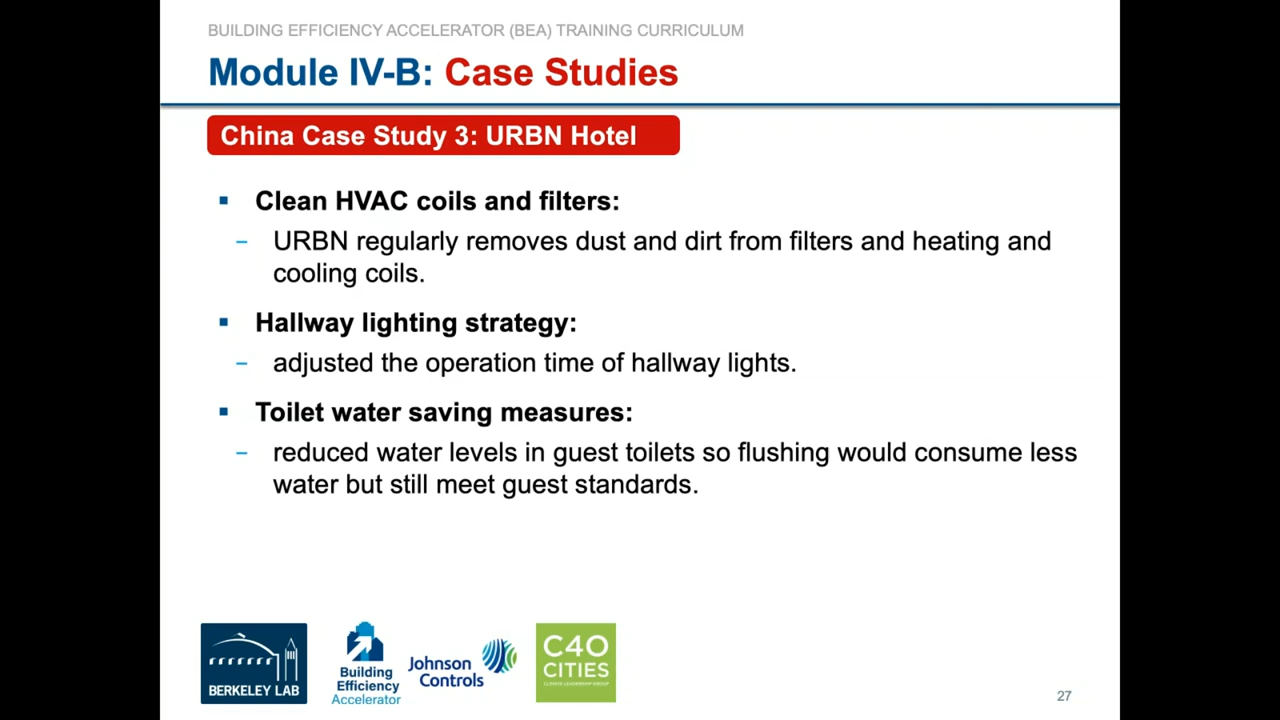 BUILDING EFFICIENCY ACCELERATOR (BEA) TRAINING CURRICULUM
Module IV-B: Case Studies
China Case Study 3: URBN Hotel
▪ Clean HVAC coils and filters:
– URBN regularly removes dust and dirt from filters and heating and
cooling coils.
▪ Hallway lighting strategy:
– adjusted the operation time of hallway lights.
▪ Toilet water saving measures:
– reduced water levels in guest toilets so flushing would consume less
water but still meet guest standards.
BERKELEY LAB
Building
Efficiency
Accelerator
Johnson
Controls
C40
CITIES
CLIMATE LEADERSHIP GROUP
27